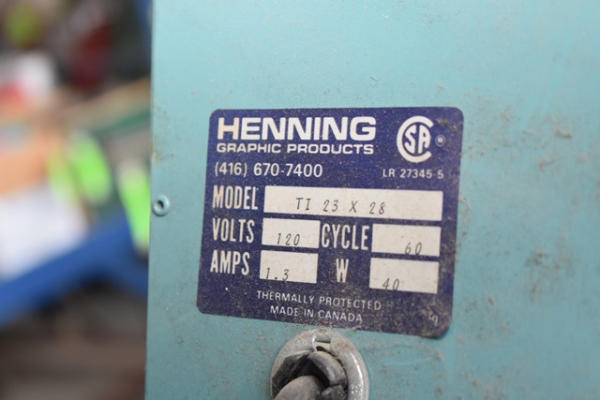 HENNING
GRAPHIC PRODUCTS
(416) 670-7400
SA ®
LR 27345-5
MODEL TI 23 X 28
VOLTS 120 CYCLE 60
AMPS 1.3 W 40
THERMALLY PROTECTED
MADE IN CANADA